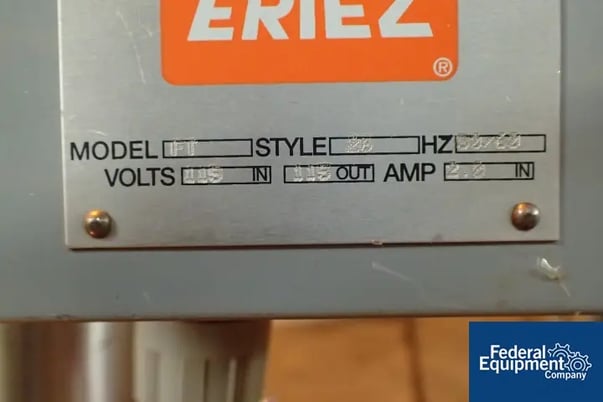 ERIEZ
®
MODEL FT STYLE 2B HZ 50/60
VOLTS 115 IN 115 OUT AMP 2.0 IN
Federal
Equipment
Company